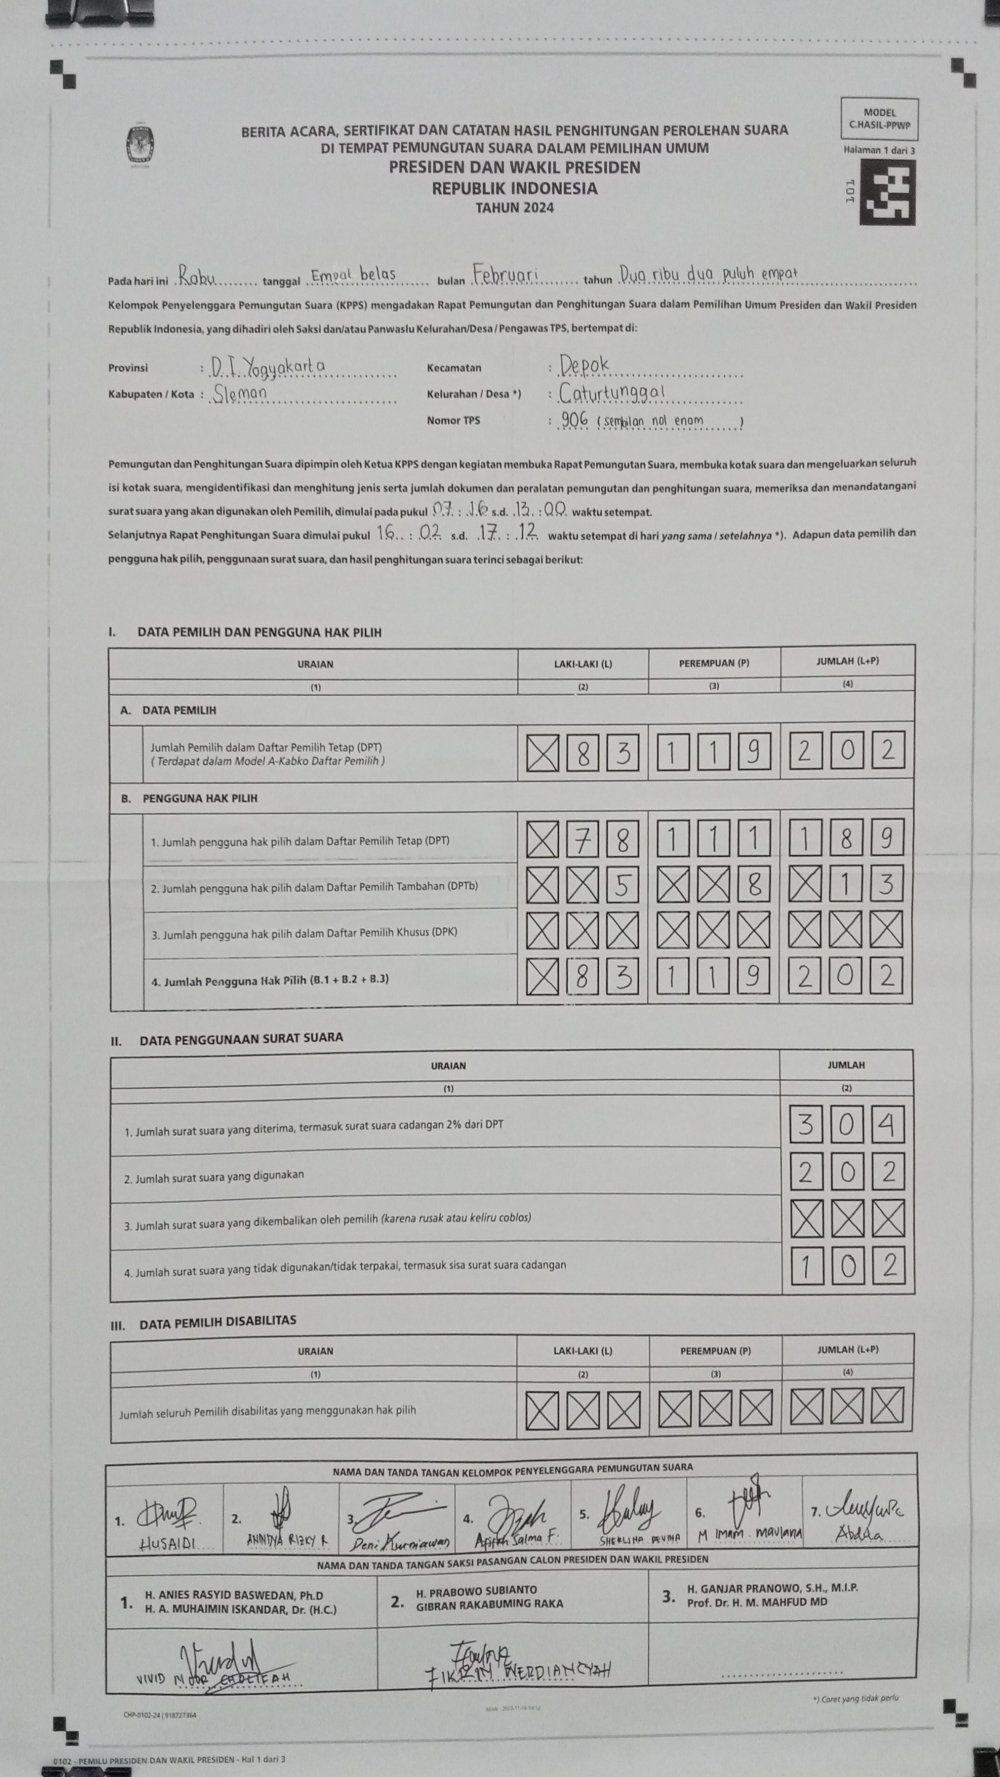 MODEL
C.HASIL-PPWP
BERITA ACARA, SERTIFIKAT DAN CATATAN HASIL PENGHITUNGAN PEROLEHAN SUARA
DI TEMPAT PEMUNGUTAN SUARA DALAM PEMILIHAN UMUM
PRESIDEN DAN WAKIL PRESIDEN
REPUBLIK INDONESIA
TAHUN 2024
Halaman 1 dari 3
101
Pada hari ini Rabu tanggal Empat belas bulan Februari tahun Dua ribu dua puluh empat
Kelompok Penyelenggara Pemungutan Suara (KPPS) mengadakan Rapat Pemungutan dan Penghitungan Suara dalam Pemilihan Umum Presiden dan Wakil Presiden
Republik Indonesia, yang dihadiri oleh Saksi dan/atau Panwaslu Kelurahan/Desa / Pengawas TPS, bertempat di:
Provinsi : D.I. Yogyakarta Kecamatan : Depok
Kabupaten / Kota : Sleman Kelurahan / Desa *) : Caturtunggal
Nomor TPS : 906 (sembilan nol enam)
Pemungutan dan Penghitungan Suara dipimpin oleh Ketua KPPS dengan kegiatan membuka Rapat Pemungutan Suara, membuka kotak suara dan mengeluarkan seluruh
isi kotak suara, mengidentifikasi dan menghitung jenis serta jumlah dokumen dan peralatan pemungutan dan penghitungan suara, memeriksa dan menandatangani
surat suara yang akan digunakan oleh Pemilih, dimulai pada pukul 07 : 16 s.d. 13 : 00 waktu setempat.
Selanjutnya Rapat Penghitungan Suara dimulai pukul 16 : 02 s.d. 17 : 12 waktu setempat di hari yang sama / setelahnya *). Adapun data pemilih dan
pengguna hak pilih, penggunaan surat suara, dan hasil penghitungan suara terinci sebagai berikut:
I. DATA PEMILIH DAN PENGGUNA HAK PILIH
URAIAN LAKI-LAKI (L) PEREMPUAN (P) JUMLAH (L+P)
(1) (2) (3) (4)
A. DATA PEMILIH
Jumlah Pemilih dalam Daftar Pemilih Tetap (DPT)
( Terdapat dalam Model A-Kabko Daftar Pemilih ) X 8 3 1 1 9 2 0 2
B. PENGGUNA HAK PILIH
1. Jumlah pengguna hak pilih dalam Daftar Pemilih Tetap (DPT) X 7 8 1 1 1 1 8 9
2. Jumlah pengguna hak pilih dalam Daftar Pemilih Tambahan (DPTb) X X 5 X X 8 X 1 3
3. Jumlah pengguna hak pilih dalam Daftar Pemilih Khusus (DPK) X X X X X X X X X
4. Jumlah Pengguna Hak Pilih (B.1 + B.2 + B.3) X 8 3 1 1 9 2 0 2
II. DATA PENGGUNAAN SURAT SUARA
URAIAN JUMLAH
(1) (2)
1. Jumlah surat suara yang diterima, termasuk surat suara cadangan 2% dari DPT 3 0 4
2. Jumlah surat suara yang digunakan 2 0 2
3. Jumlah surat suara yang dikembalikan oleh pemilih (karena rusak atau keliru coblos) X X X
4. Jumlah surat suara yang tidak digunakan/tidak terpakai, termasuk sisa surat suara cadangan 1 0 2
III. DATA PEMILIH DISABILITAS
URAIAN LAKI-LAKI (L) PEREMPUAN (P) JUMLAH (L+P)
(1) (2) (3) (4)
Jumlah seluruh Pemilih disabilitas yang menggunakan hak pilih X X X X X X X X X
NAMA DAN TANDA TANGAN KELOMPOK PENYELENGGARA PEMUNGUTAN SUARA
1. 2. 3. 4. 5. 6. 7.
HUSAIDI ANINDYA RIZKY R Deni Kurniawan Afifah Salma F. SHERLINA M Imam Maulana Abdda
NAMA DAN TANDA TANGAN SAKSI PASANGAN CALON PRESIDEN DAN WAKIL PRESIDEN
1. H. ANIES RASYID BASWEDAN, Ph.D
H. A. MUHAIMIN ISKANDAR, Dr. (H.C.)
2. H. PRABOWO SUBIANTO
GIBRAN RAKABUMING RAKA
3. H. GANJAR PRANOWO, S.H., M.I.P.
Prof. Dr. H. M. MAHFUD MD
VIVID NOOR
*) Coret yang tidak perlu
CHP-0102-24 | 918727364
0102 - PEMILU PRESIDEN DAN WAKIL PRESIDEN - Hal 1 dari 3